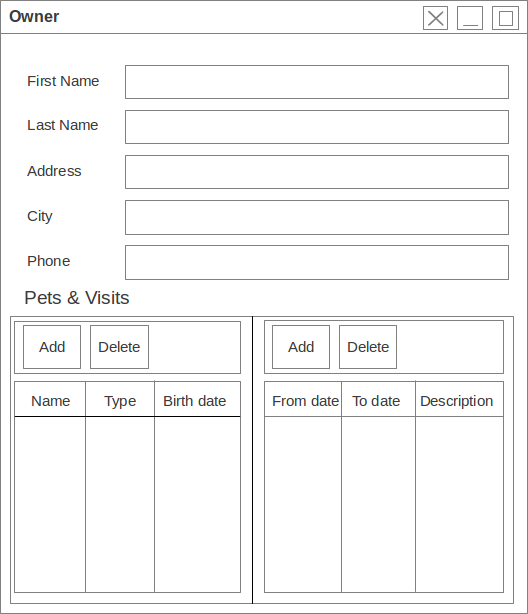 Owner
First Name
Last Name
Address
City
Phone
Pets & Visits
Add Delete
Name Type Birth date
Add Delete
From date To date Description